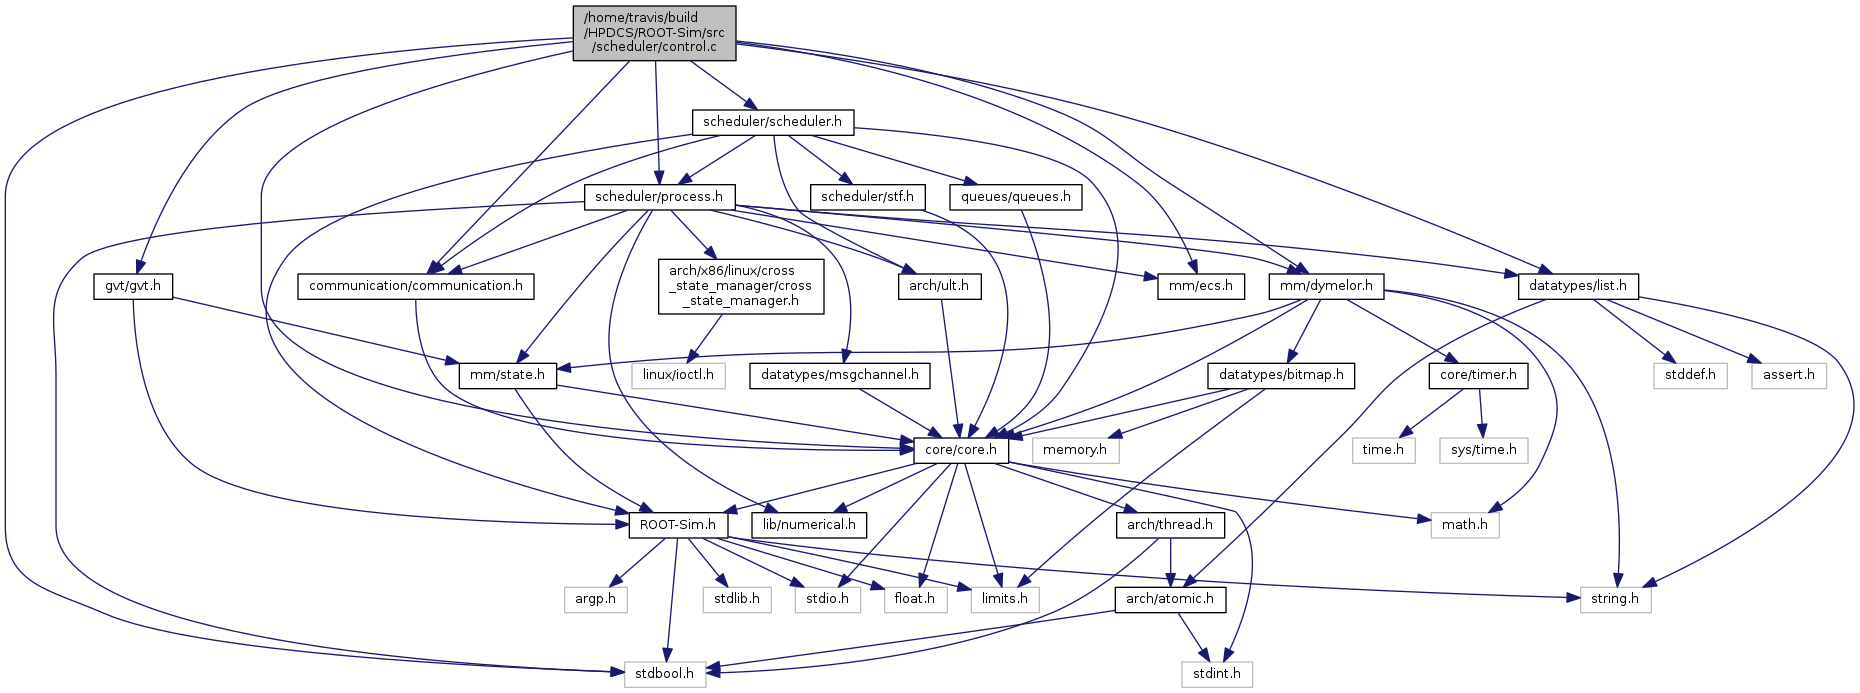 /home/travis/build
/HPDCS/ROOT-Sim/src
/scheduler/control.c
scheduler/scheduler.h
scheduler/process.h
scheduler/stf.h
queues/queues.h
gvt/gvt.h
communication/communication.h
arch/x86/linux/cross
_state_manager/cross
_state_manager.h
arch/ult.h
mm/ecs.h
mm/dymelor.h
datatypes/list.h
mm/state.h
linux/ioctl.h
datatypes/msgchannel.h
datatypes/bitmap.h
core/timer.h
stddef.h
assert.h
core/core.h
memory.h
time.h
sys/time.h
ROOT-Sim.h
lib/numerical.h
arch/thread.h
math.h
argp.h
stdlib.h
stdio.h
float.h
limits.h
arch/atomic.h
string.h
stdbool.h
stdint.h